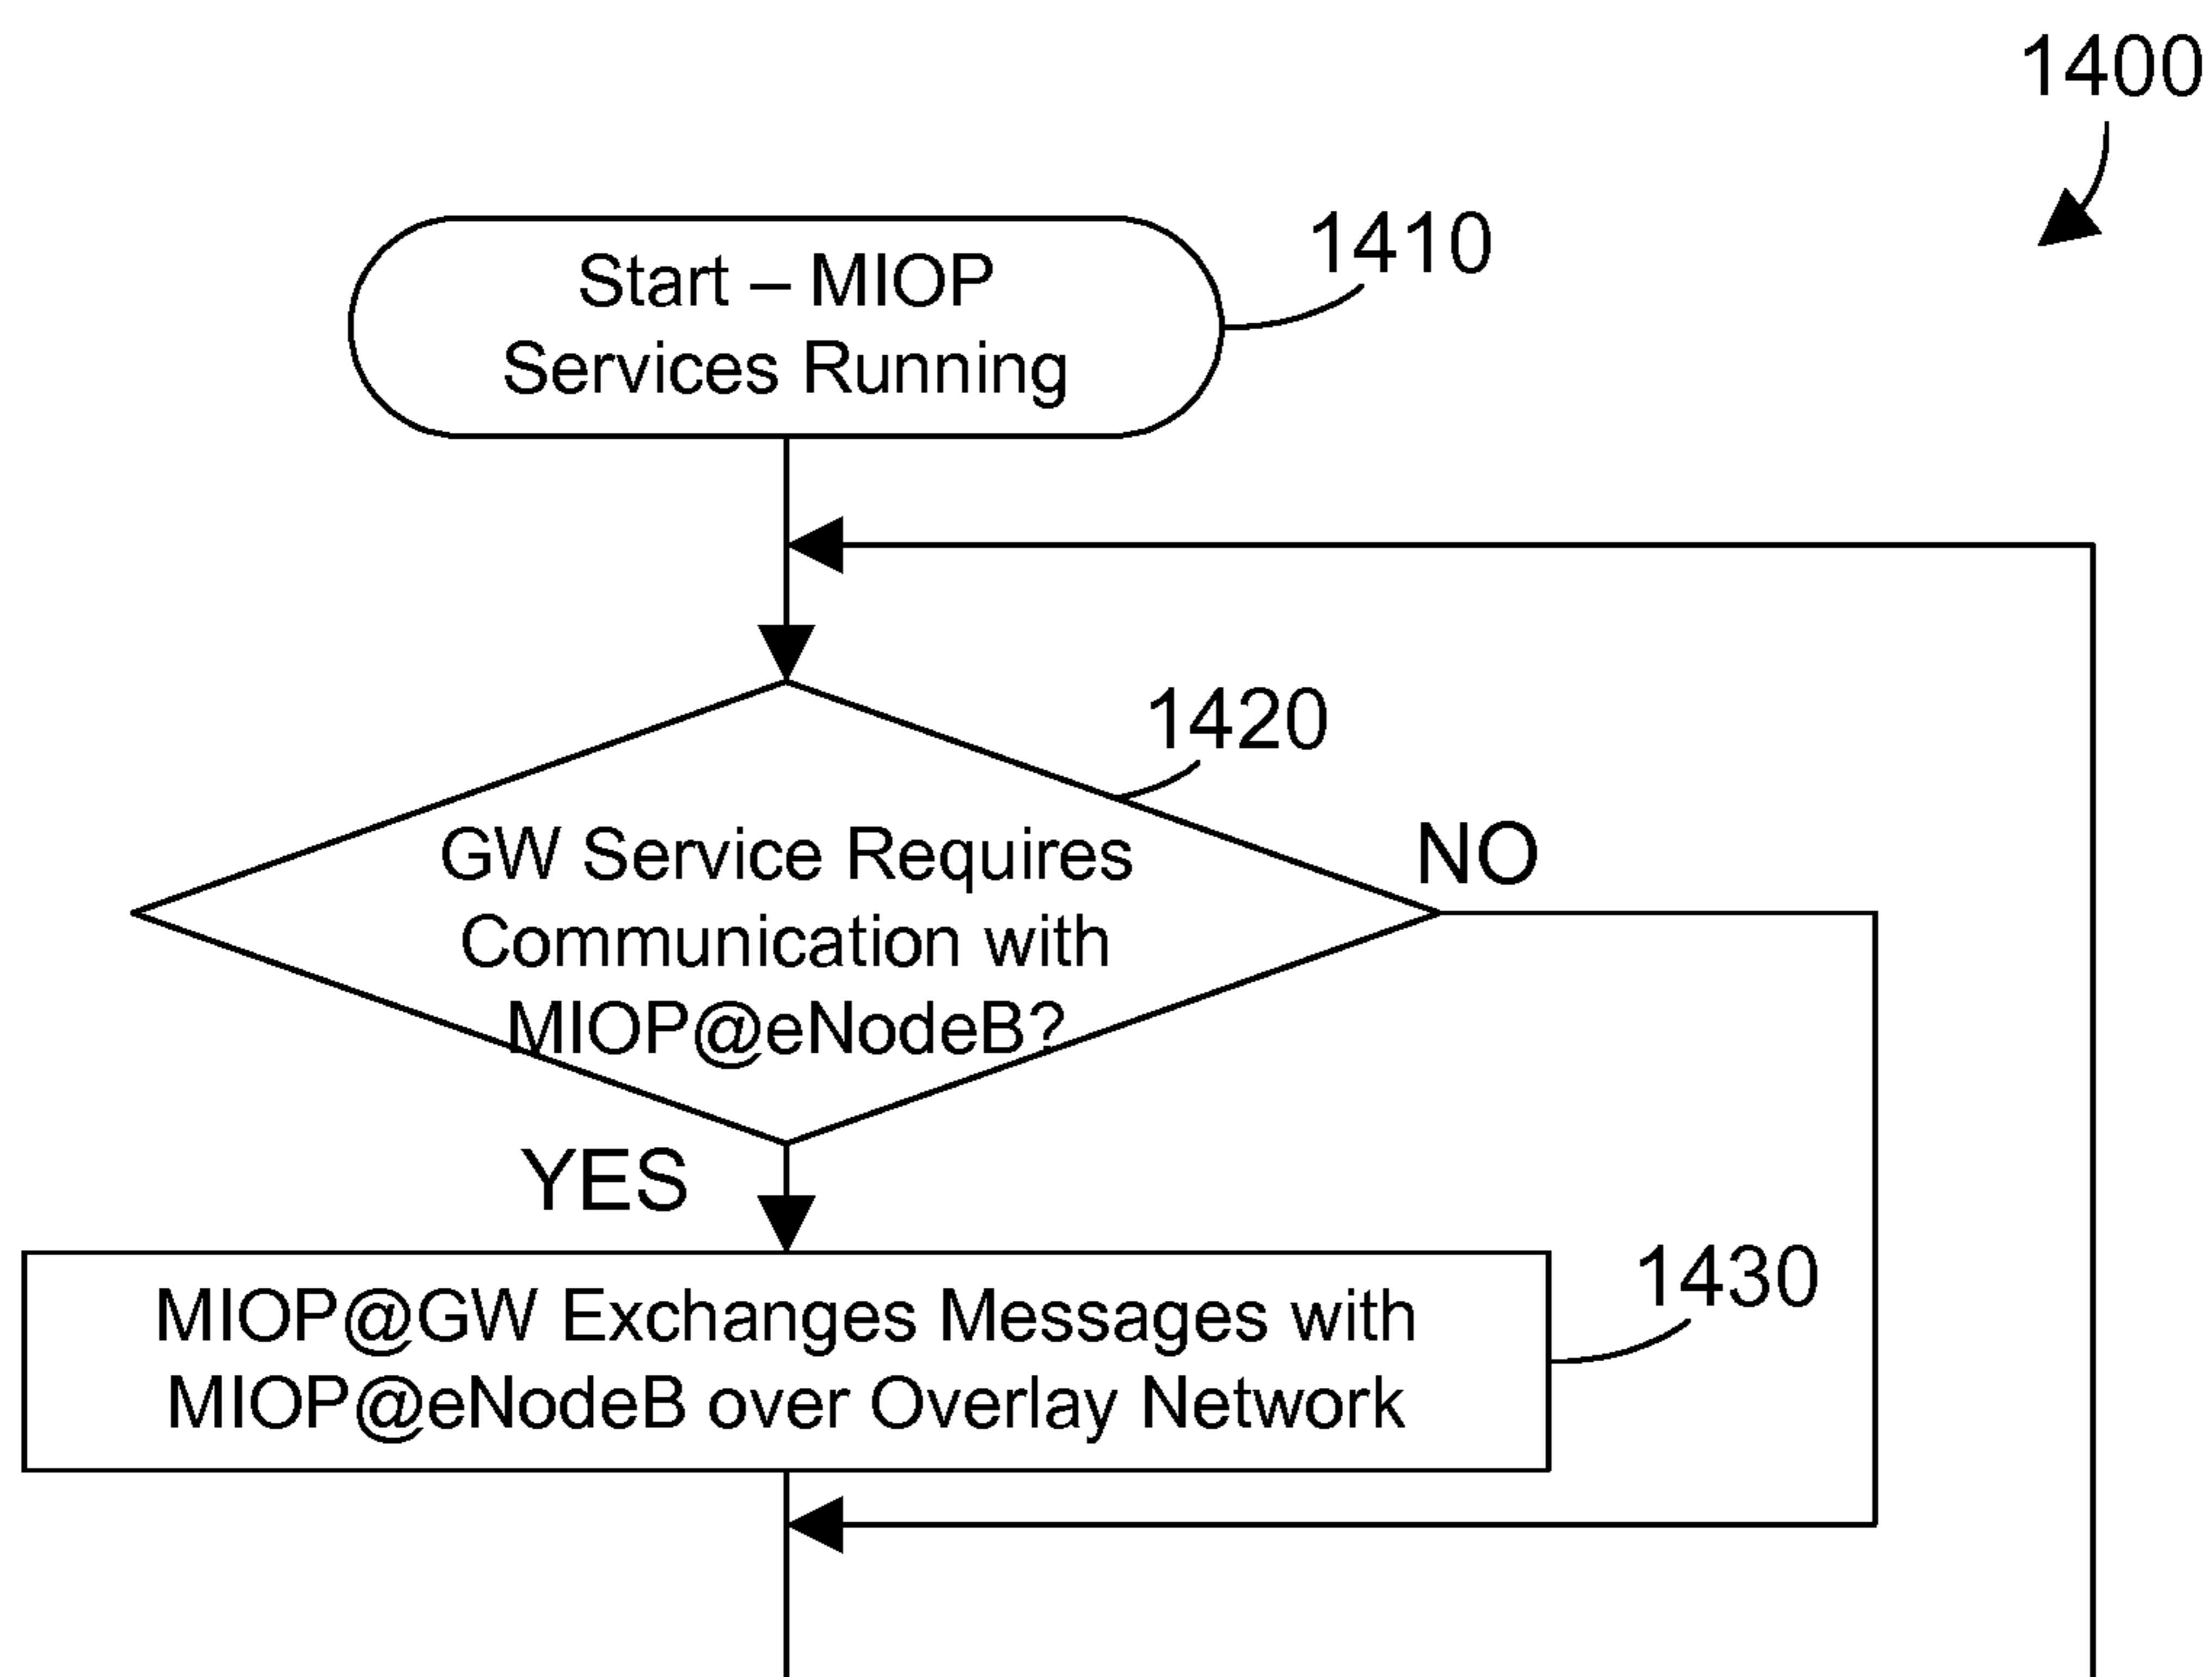 1400
1410
Start – MIOP
Services Running
1420
GW Service Requires
Communication with
MIOP@eNodeB?
NO
YES
1430
MIOP@GW Exchanges Messages with
MIOP@eNodeB over Overlay Network